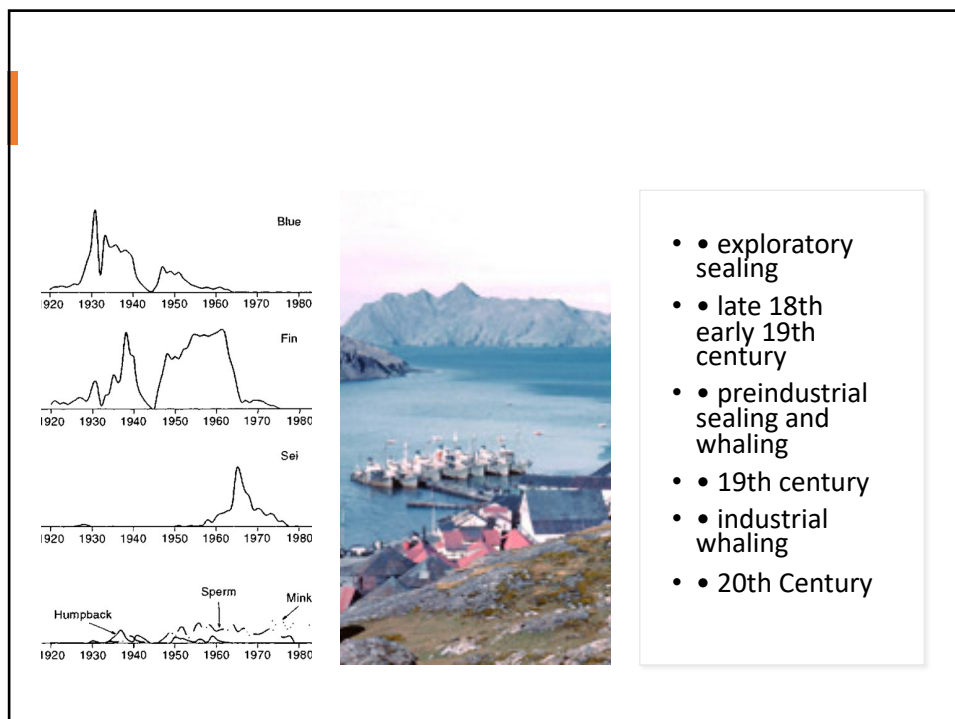 Blue
1920 1930 1940 1950 1960 1970 1980
Fin
1920 1930 1940 1950 1960 1970 1980
Sei
1920 1930 1940 1950 1960 1970 1980
Sperm
Mink
Humpback
1920 1930 1940 1950 1960 1970 1980
• • exploratory
sealing
• • late 18th
early 19th
century
• • preindustrial
sealing and
whaling
• • 19th century
• • industrial
whaling
• • 20th Century